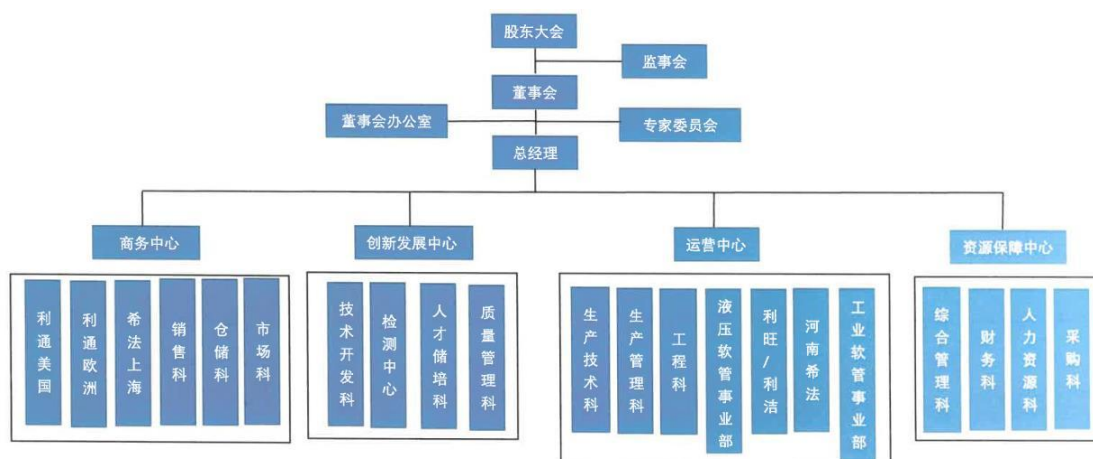 股东大会
监事会
董事会
董事会办公室
专家委员会
总经理
商务中心
创新发展中心
运营中心
资源保障中心
利通美国
利通欧洲
希法上海
销售科
仓储科
市场科
技术开发科
检测中心
人才储培科
质量管理科
生产技术科
生产管理科
工程科
液压软管事业部
利旺/利洁
河南希法
工业软管事业部
综合管理科
财务科
人力资源科
采购科